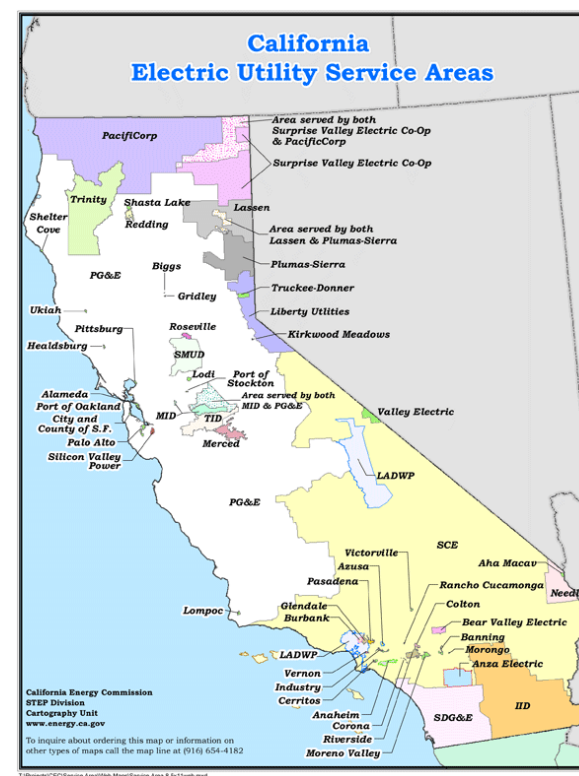 California
Electric Utility Service Areas
Area served by both
Surprise Valley Electric Co-Op
& PacifiCorp
PacifiCorp
Surprise Valley Electric Co-Op
Trinity
Shasta Lake
Lassen
Shelter
Cove
Redding
Area served by both
Lassen & Plumas-Sierra
PG&E
Biggs
Plumas-Sierra
Truckee-Donner
Gridley
Ukiah
Liberty Utlities
Pittsburg
Roseville
Kirkwood Meadows
Healdsburg
SMUD
Lodi
Port of
Stockton
Alameda
Area served by both
MID & PG&E
Port of Oakland
MID
TID
Valley Electric
City and
County of S.F.
Palo Alto
Merced
Silicon Valley
Power
LADWP
PG&E
SCE
Victorville
Azusa
Aha Macav
Pasadena
Rancho Cucamonga
Needl
Glendale
Colton
Lompoc
Burbank
Bear Valley Electric
Banning
LADWP
Morongo
Anza Electric
Vernon
Industry
Cerritos
Anaheim
Corona
Riverside
Moreno Valley
SDG&E
IID
California Energy Commission
STEP Division
Cartography Unit
www.energy.ca.gov
To inquire about ordering this map or information on
other types of maps call the map line at (916) 654-4182